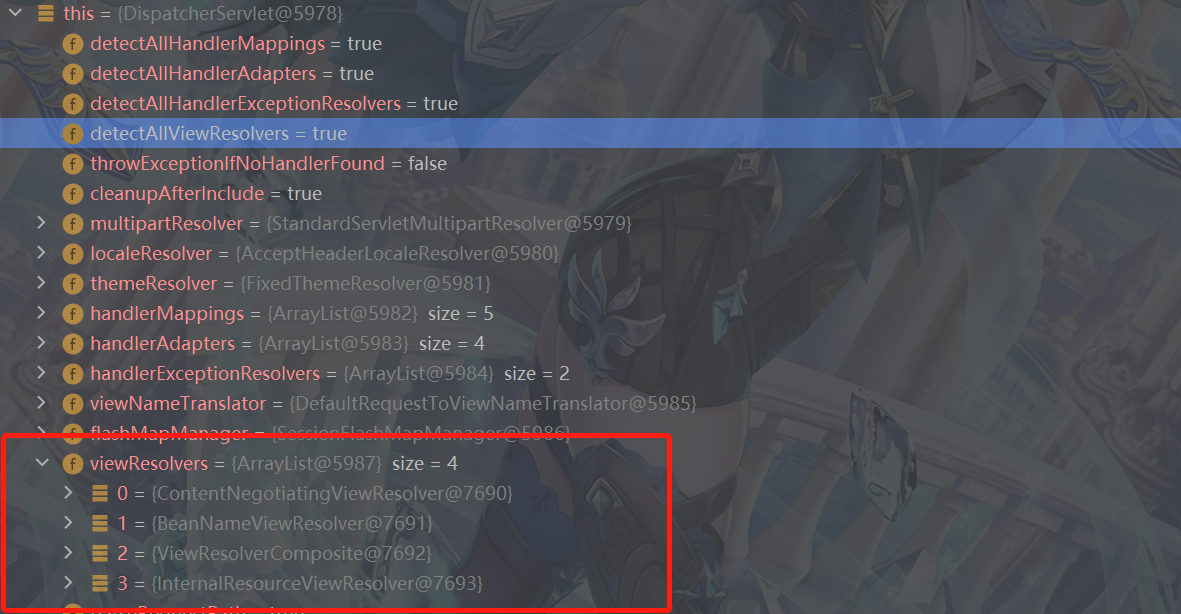 this = {DispatcherServlet@5978}
f detectAllHandlerMappings = true
f detectAllHandlerAdapters = true
f detectAllHandlerExceptionResolvers = true
f detectAllViewResolvers = true
f throwExceptionIfNoHandlerFound = false
f cleanupAfterInclude = true
f multipartResolver = {StandardServletMultipartResolver@5979}
f localeResolver = {AcceptHeaderLocaleResolver@5980}
f themeResolver = {FixedThemeResolver@5981}
f handlerMappings = {ArrayList@5982} size = 5
f handlerAdapters = {ArrayList@5983} size = 4
f handlerExceptionResolvers = {ArrayList@5984} size = 2
f viewNameTranslator = {DefaultRequestToViewNameTranslator@5985}
f flashMapManager = {SessionFlashMapManager@5986}
f viewResolvers = {ArrayList@5987} size = 4
0 = {ContentNegotiatingViewResolver@7690}
1 = {BeanNameViewResolver@7691}
2 = {ViewResolverComposite@7692}
3 = {InternalResourceViewResolver@7693}